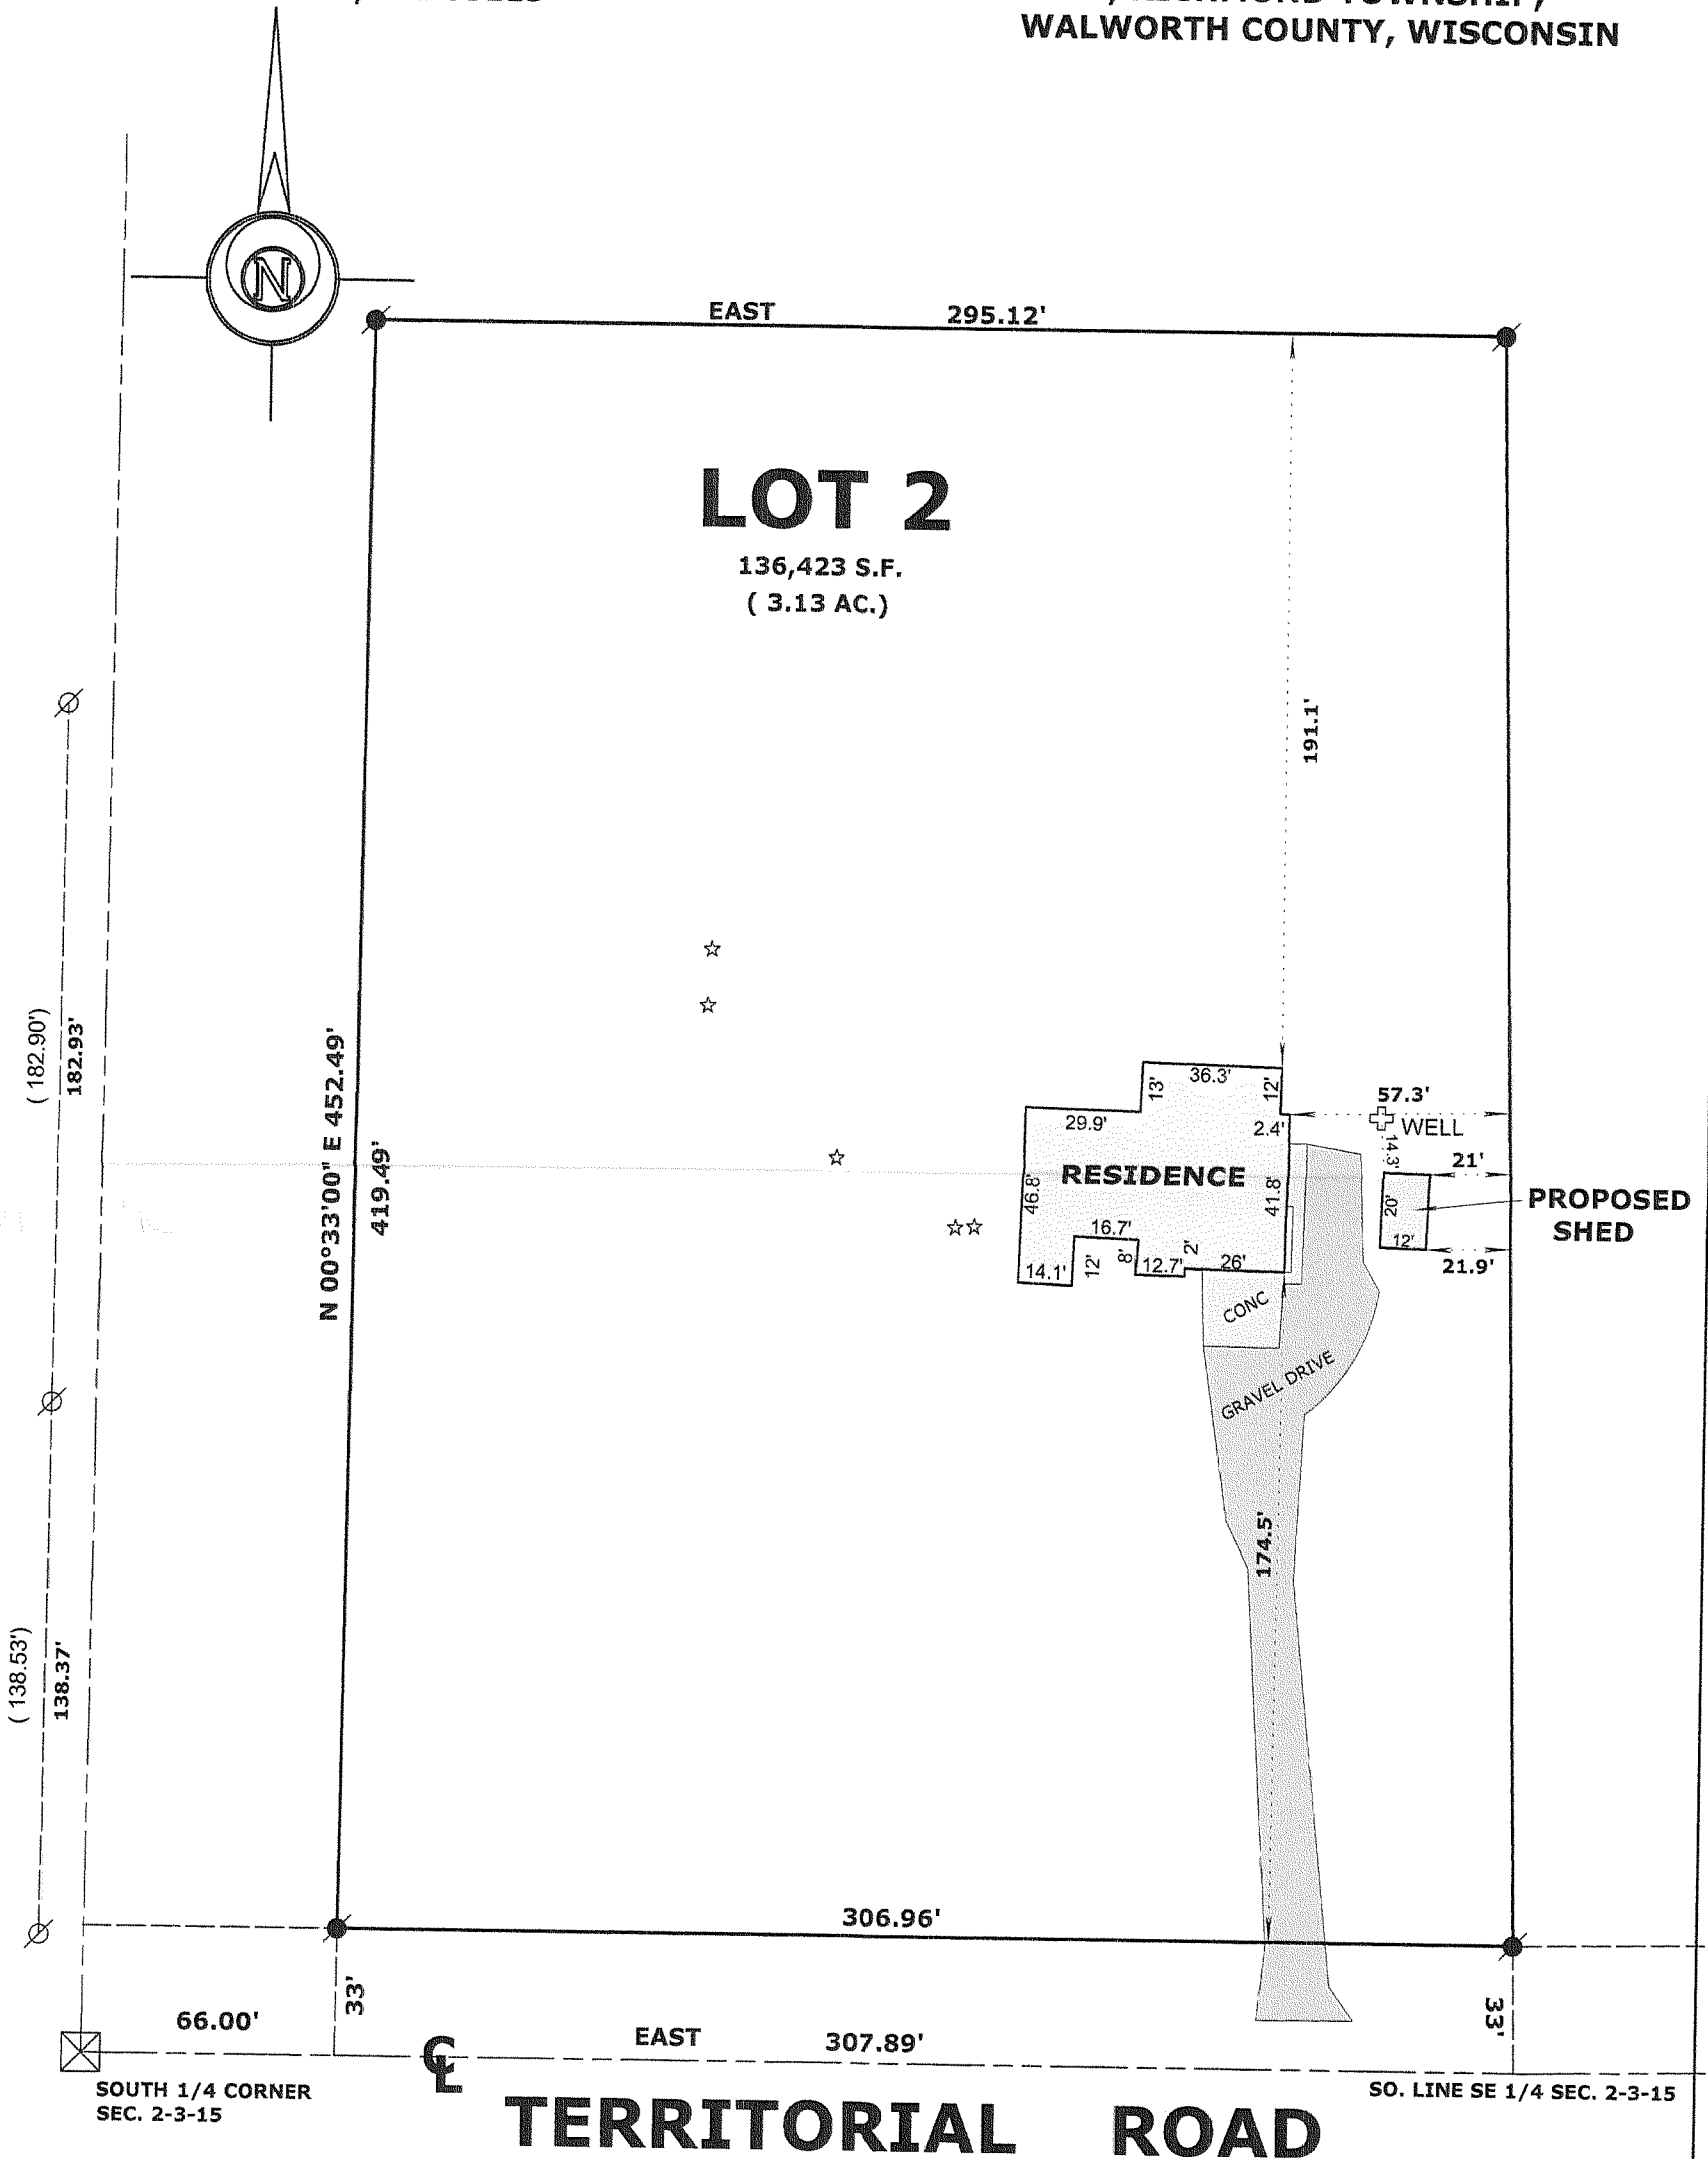 WALWORTH COUNTY, WISCONSIN
N
EAST 295.12'
LOT 2
136,423 S.F.
( 3.13 AC.)
191.1'
( 182.90')
182.93'
N 00°33'00" E 452.49'
419.49'
36.3'
13'
12'
29.9'
2.4'
57.3'
WELL
14.3'
21'
RESIDENCE
46.8'
41.8'
20'
12'
PROPOSED
SHED
21.9'
16.7'
14.1'
12'
8'
12.7'
2'
26'
CONC
GRAVEL DRIVE
174.5'
( 138.53')
138.37'
306.96'
33'
33'
66.00'
EAST 307.89'
CL
SOUTH 1/4 CORNER
SEC. 2-3-15
SO. LINE SE 1/4 SEC. 2-3-15
TERRITORIAL ROAD